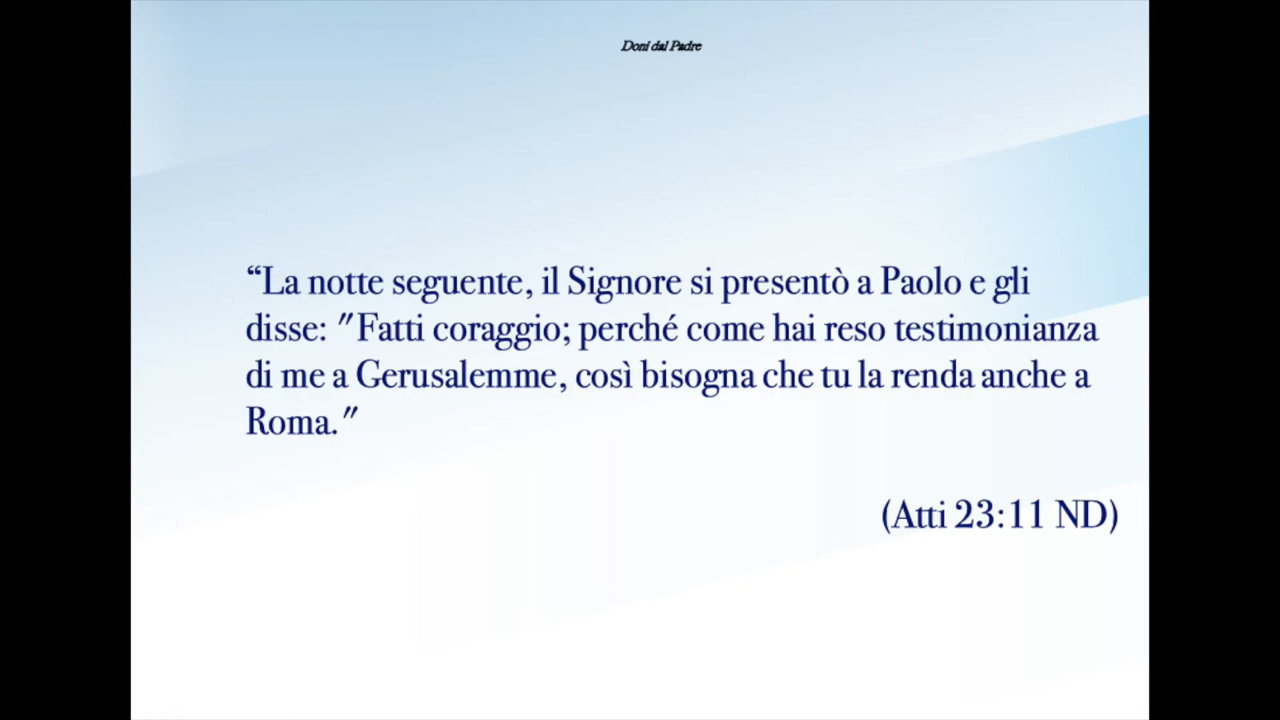 Doni dal Padre
“La notte seguente, il Signore si presentò a Paolo e gli
disse: "Fatti coraggio; perché come hai reso testimonianza
di me a Gerusalemme, così bisogna che tu la renda anche a
Roma."
(Atti 23:11 ND)